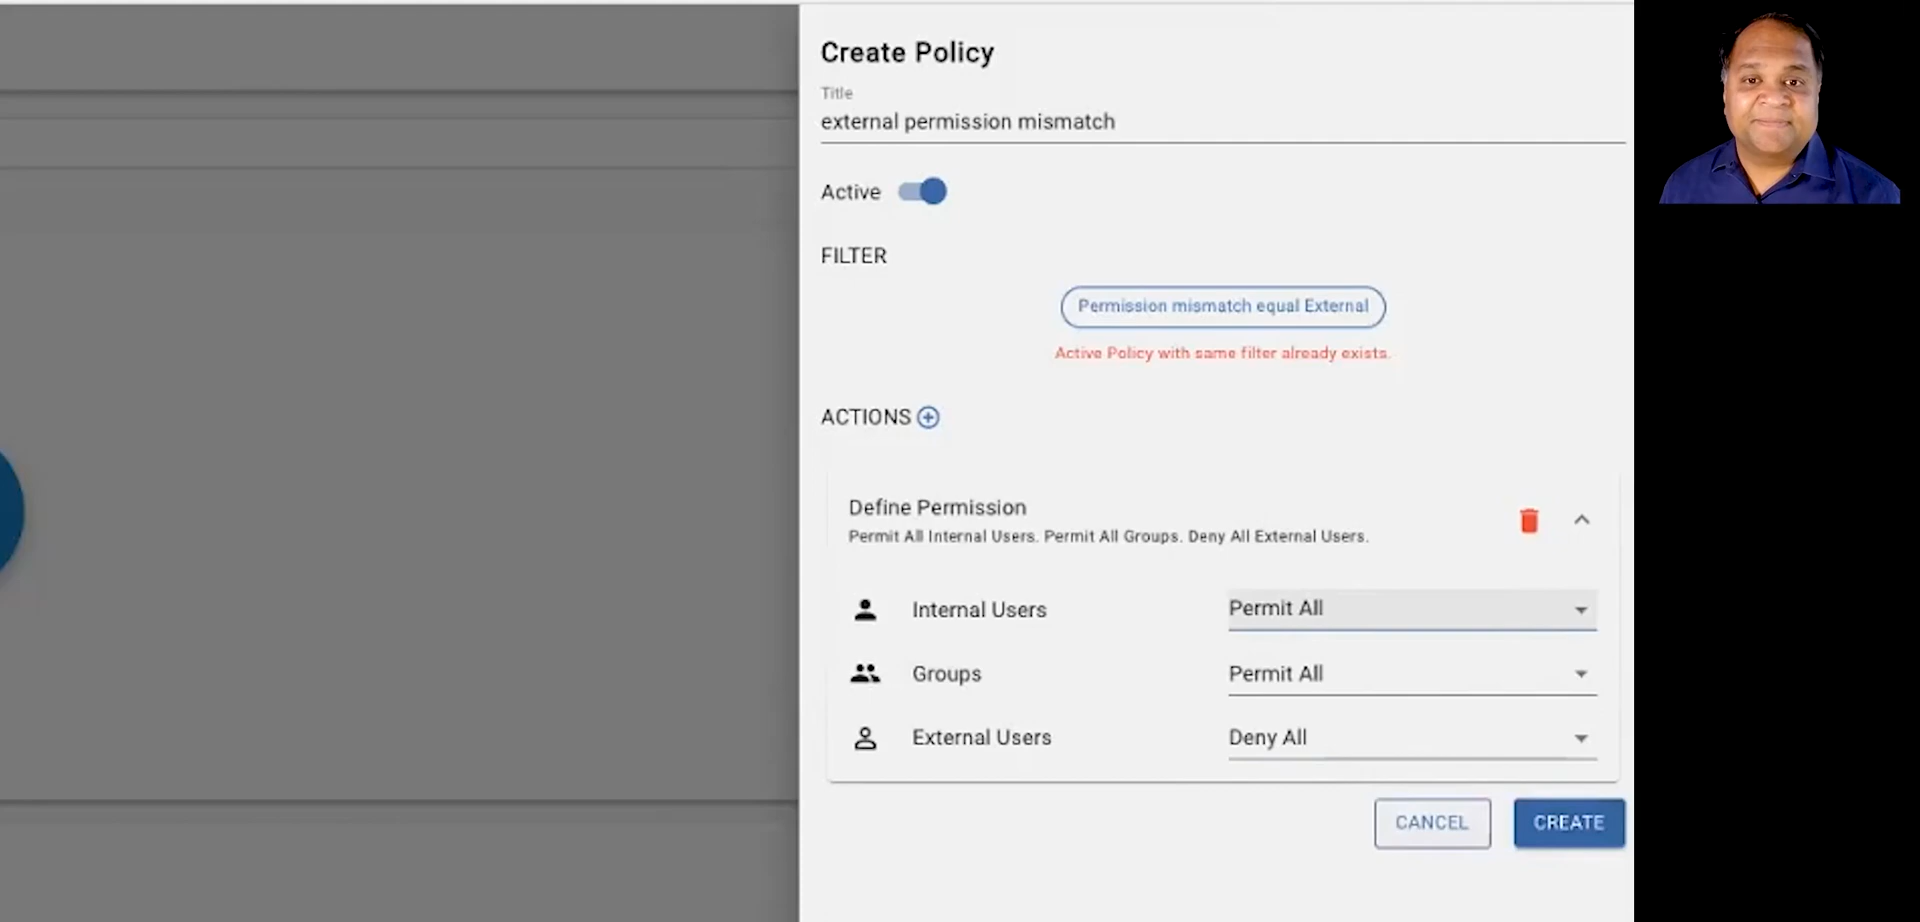 Create Policy
Title
external permission mismatch
Active
FILTER
Permission mismatch equal External
Active Policy with same filter already exists.
ACTIONS
Define Permission
Permit All Internal Users. Permit All Groups. Deny All External Users.
Internal Users Permit All
Groups Permit All
External Users Deny All
CANCEL CREATE